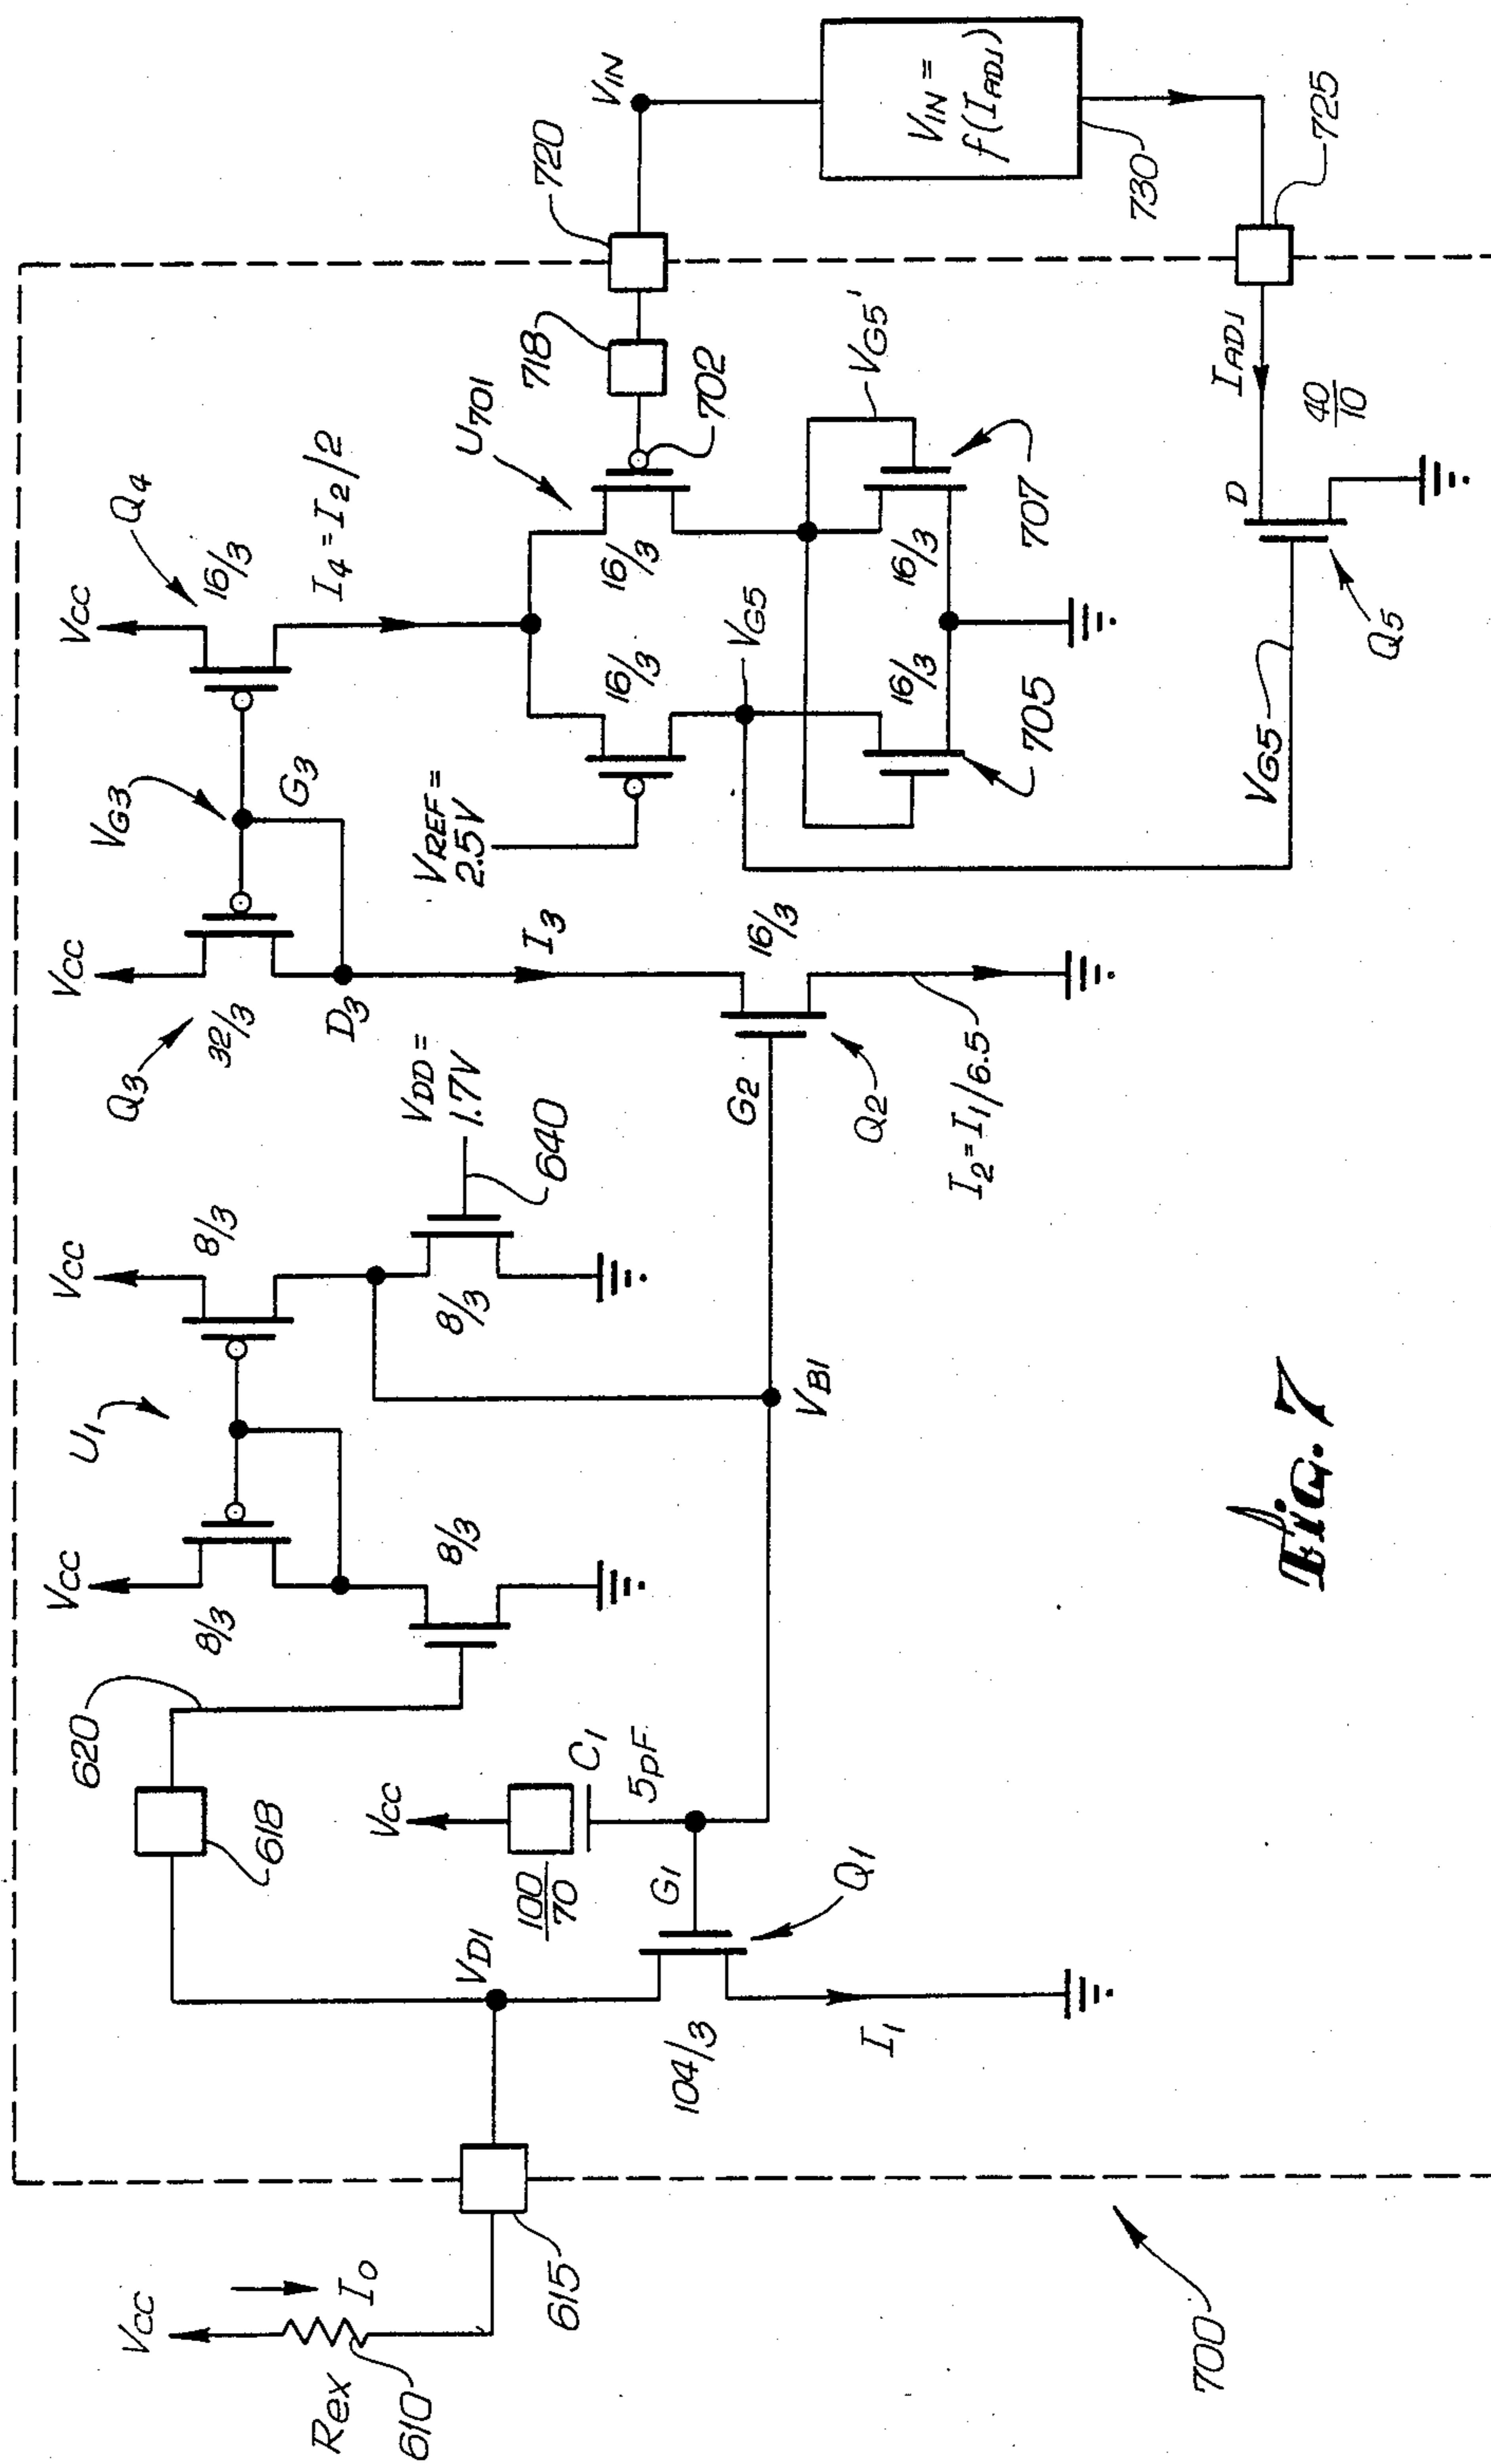 Vcc
Rex
610
I0
615
700
620
618
VD1
Vcc
100/70
C1
5pF
G1
104/3
Q1
I1
Vcc
8/3
U1
Vcc
8/3
8/3
8/3
VDD =
1.7V
640
VB1
Q3
32/3
Vcc
VG3
G3
D3
I3
G2
16/3
Q2
I2 = I1/6.5
Vcc
Q4
16/3
I4 = I2/2
VREF =
2.5V
16/3
U701
16/3
718
702
720
VIN
VIN =
f(IADJ)
730
VG5
VG5'
16/3
16/3
705
707
VG5
Q5
D
IADJ
40/10
725
Fig. 7